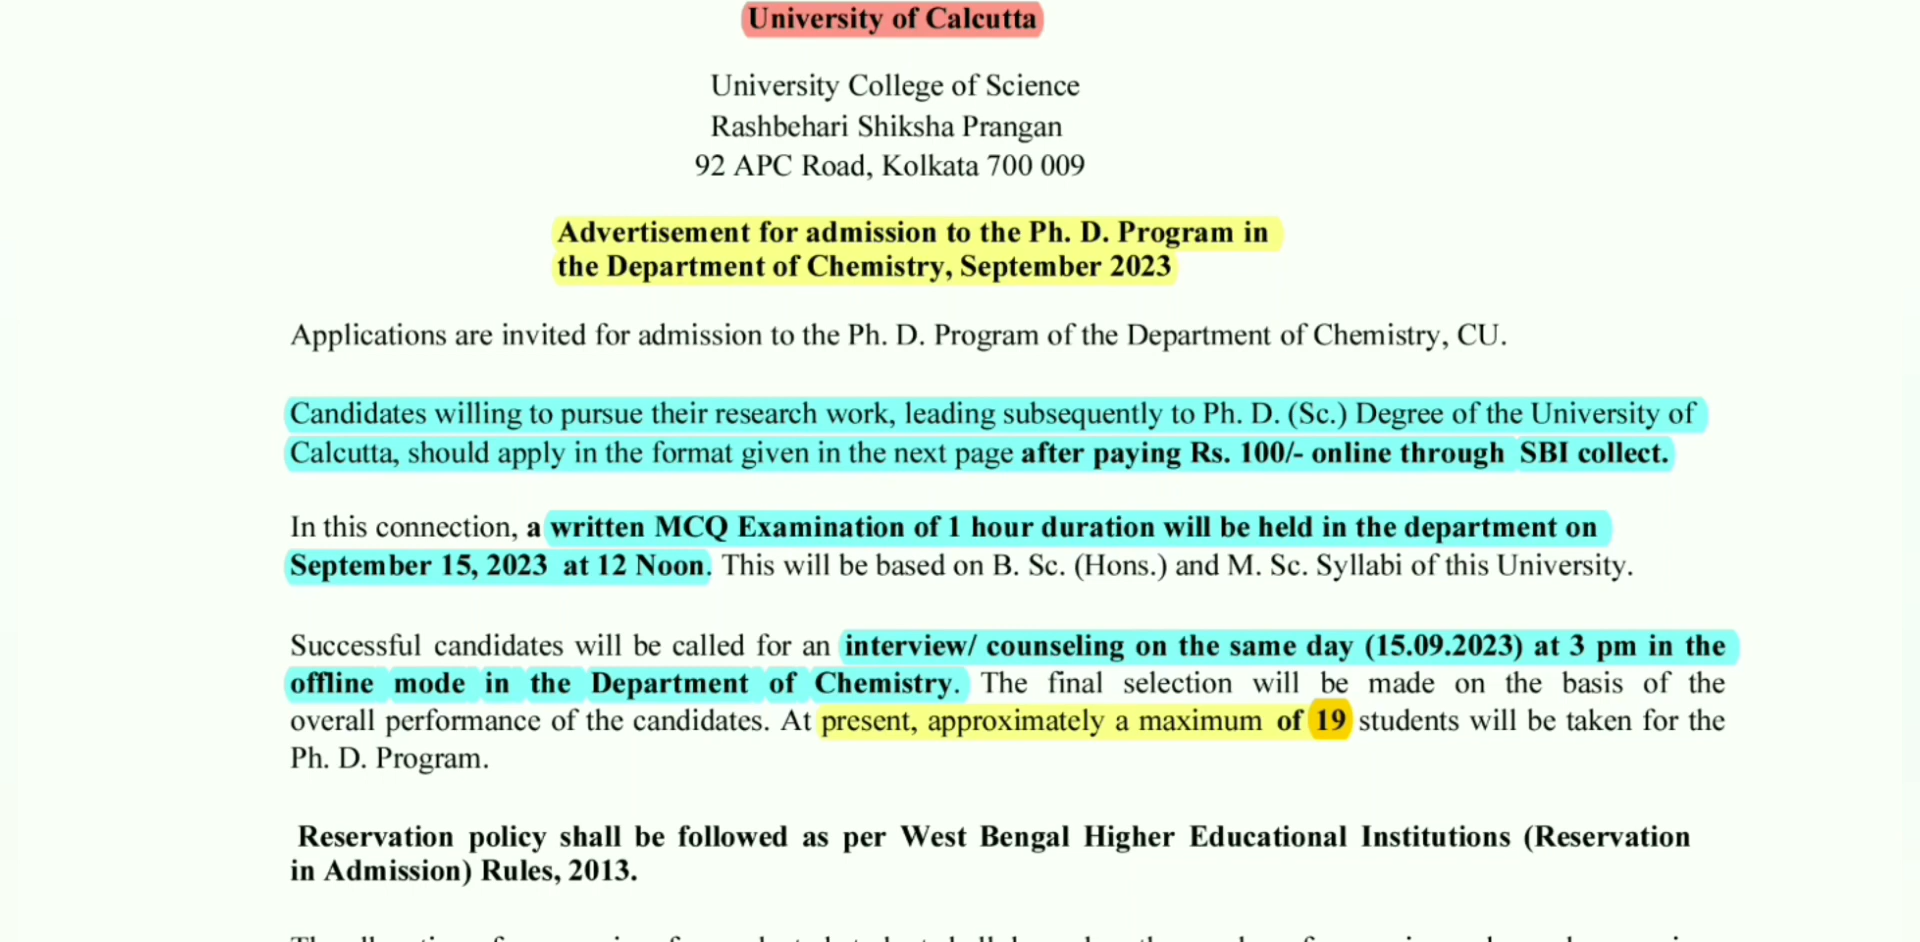 University of Calcutta
University College of Science
Rashbehari Shiksha Prangan
92 APC Road, Kolkata 700 009
Advertisement for admission to the Ph. D. Program in
the Department of Chemistry, September 2023
Applications are invited for admission to the Ph. D. Program of the Department of Chemistry, CU.
Candidates willing to pursue their research work, leading subsequently to Ph. D. (Sc.) Degree of the University of
Calcutta, should apply in the format given in the next page after paying Rs. 100/- online through SBI collect.
In this connection, a written MCQ Examination of 1 hour duration will be held in the department on
September 15, 2023 at 12 Noon. This will be based on B. Sc. (Hons.) and M. Sc. Syllabi of this University.
Successful candidates will be called for an interview/ counseling on the same day (15.09.2023) at 3 pm in the
offline mode in the Department of Chemistry. The final selection will be made on the basis of the
overall performance of the candidates. At present, approximately a maximum of 19 students will be taken for the
Ph. D. Program.
Reservation policy shall be followed as per West Bengal Higher Educational Institutions (Reservation
in Admission) Rules, 2013.